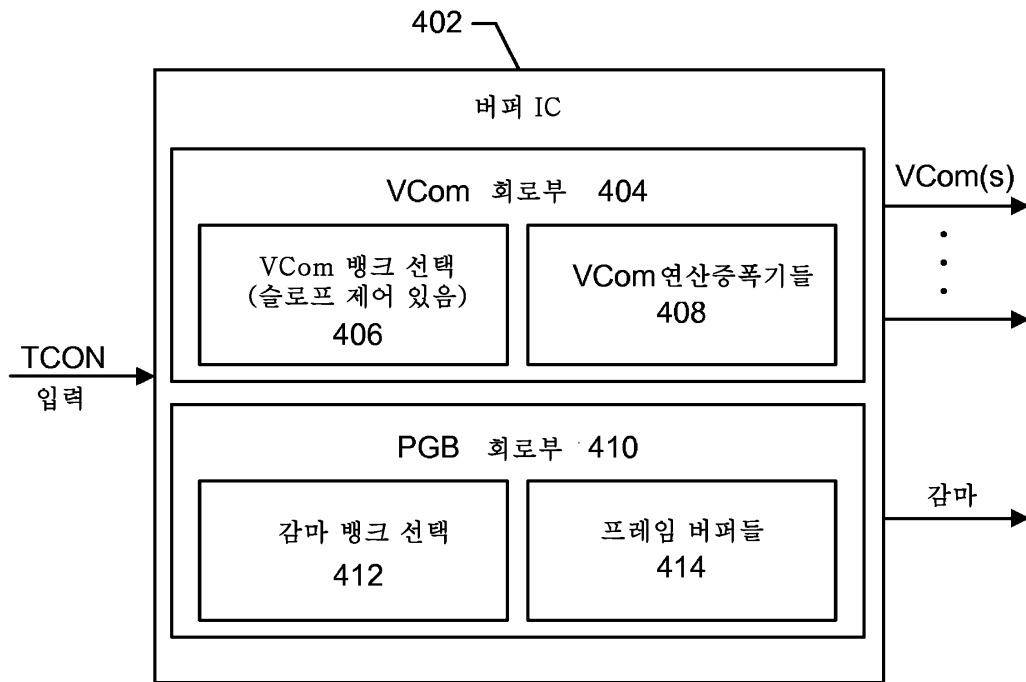 402
버퍼 IC
VCom 회로부 404
VCom(s)
VCom 뱅크 선택
(슬로프 제어 있음)
406
VCom 연산증폭기들
408
TCON
입력
PGB 회로부 410
감마 뱅크 선택
412
프레임 버퍼들
414
감마